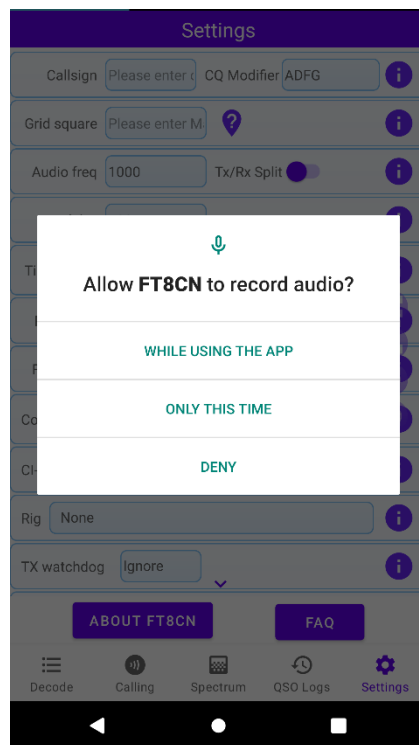 Settings
Callsign Please enter CQ Modifier ADFG
Grid square Please enter M
Audio freq 1000 Tx/Rx Split
Allow FT8CN to record audio?
WHILE USING THE APP
ONLY THIS TIME
DENY
Rig None
TX watchdog Ignore
ABOUT FT8CN FAQ
Decode Calling Spectrum QSO Logs Settings